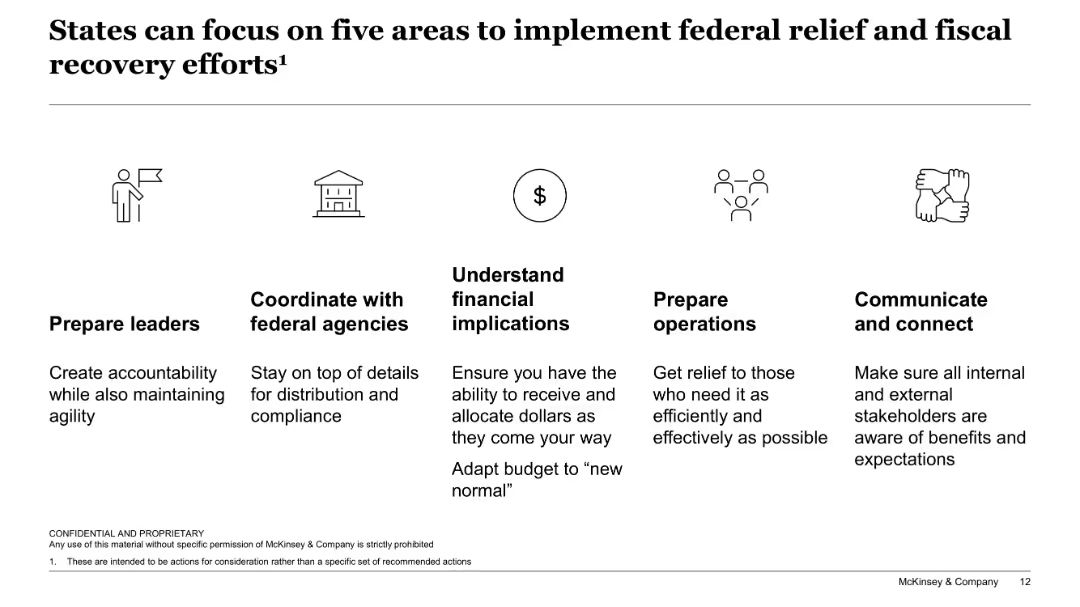 States can focus on five areas to implement federal relief and fiscal
recovery efforts¹
$
Prepare leaders
Create accountability
while also maintaining
agility
Coordinate with
federal agencies
Stay on top of details
for distribution and
compliance
Understand
financial
implications
Ensure you have the
ability to receive and
allocate dollars as
they come your way
Adapt budget to “new
normal”
Prepare
operations
Get relief to those
who need it as
efficiently and
effectively as possible
Communicate
and connect
Make sure all internal
and external
stakeholders are
aware of benefits and
expectations
CONFIDENTIAL AND PROPRIETARY
Any use of this material without specific permission of McKinsey & Company is strictly prohibited
1. These are intended to be actions for consideration rather than a specific set of recommended actions
McKinsey & Company 12